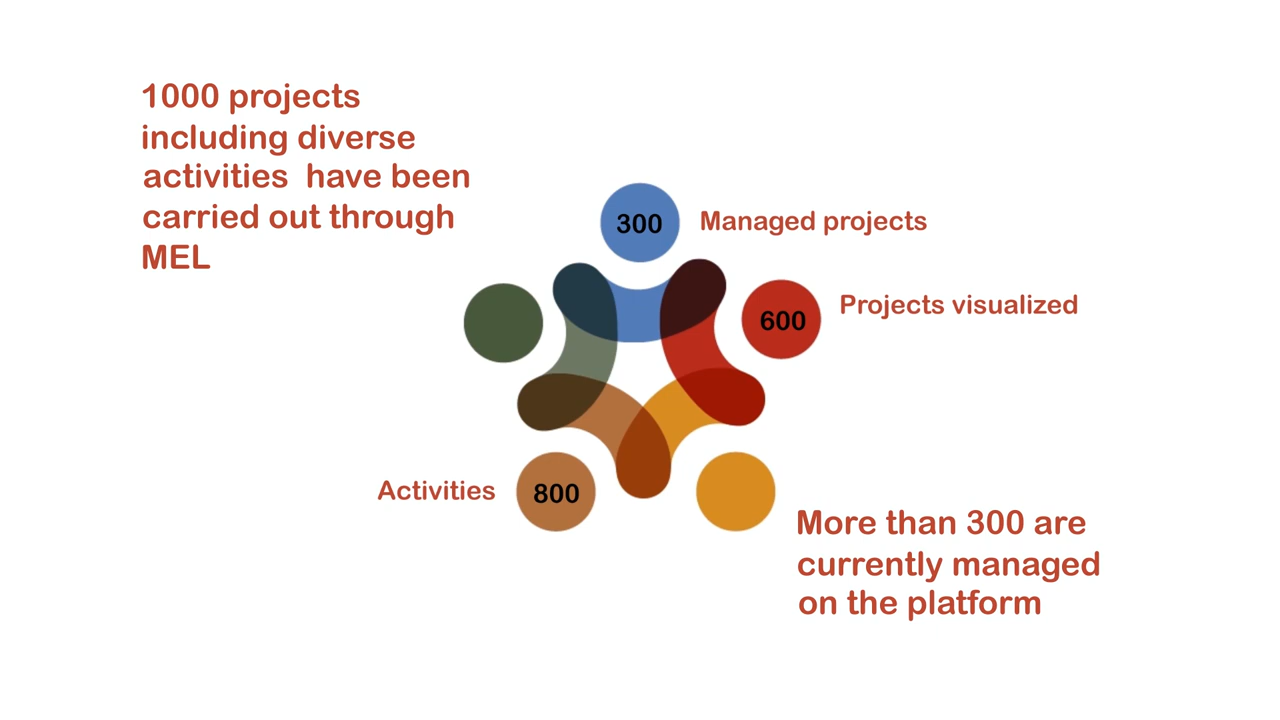 1000 projects
including diverse
activities have been
carried out through
MEL
300 Managed projects
600 Projects visualized
Activities 800
More than 300 are
currently managed
on the platform